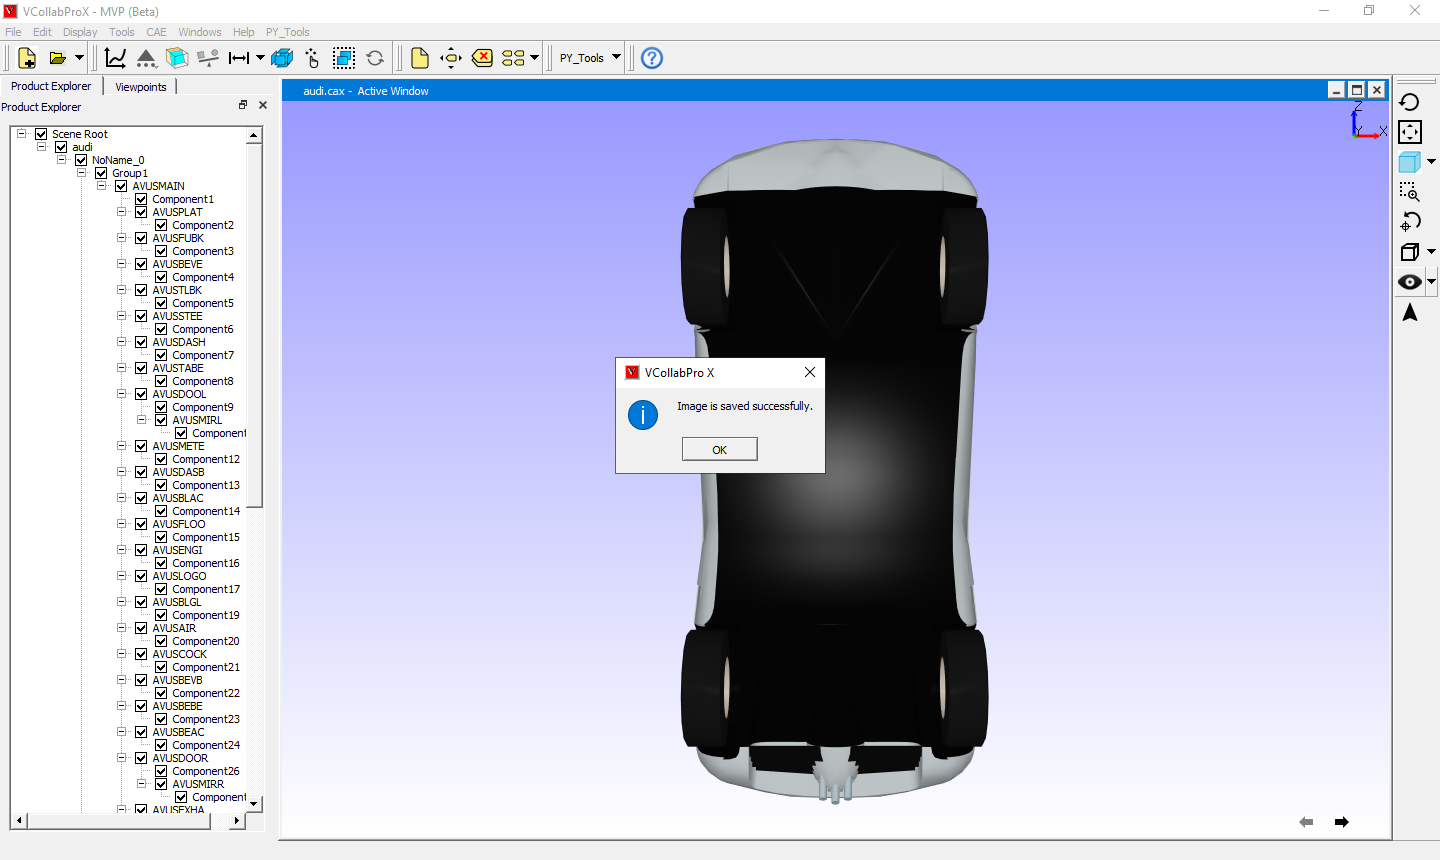 VCollabProX - MVP (Beta)
File Edit Display Tools CAE Windows Help PY_Tools
PY_Tools
Product Explorer Viewpoints
Product Explorer
Scene Root
audi
NoName_0
Group1
AVUSMAIN
Component1
AVUSPLAT
Component2
AVUSFUBK
Component3
AVUSBEVE
Component4
AVUSTLBK
Component5
AVUSSTEE
Component6
AVUSDASH
Component7
AVUSTABE
Component8
AVUSDOOL
Component9
AVUSMIRL
Component
AVUSMETE
Component12
AVUSDASB
Component13
AVUSBLAC
Component14
AVUSFLOO
Component15
AVUSENGI
Component16
AVUSLOGO
Component17
AVUSBLGL
Component19
AVUSAIR
Component20
AVUSCOCK
Component21
AVUSBEVB
Component22
AVUSBEBE
Component23
AVUSBEAC
Component24
AVUSDOOR
Component26
AVUSMIRR
Component
AVUSEXHA
audi.cax - Active Window
Z
Y X
VCollabPro X
Image is saved successfully.
OK